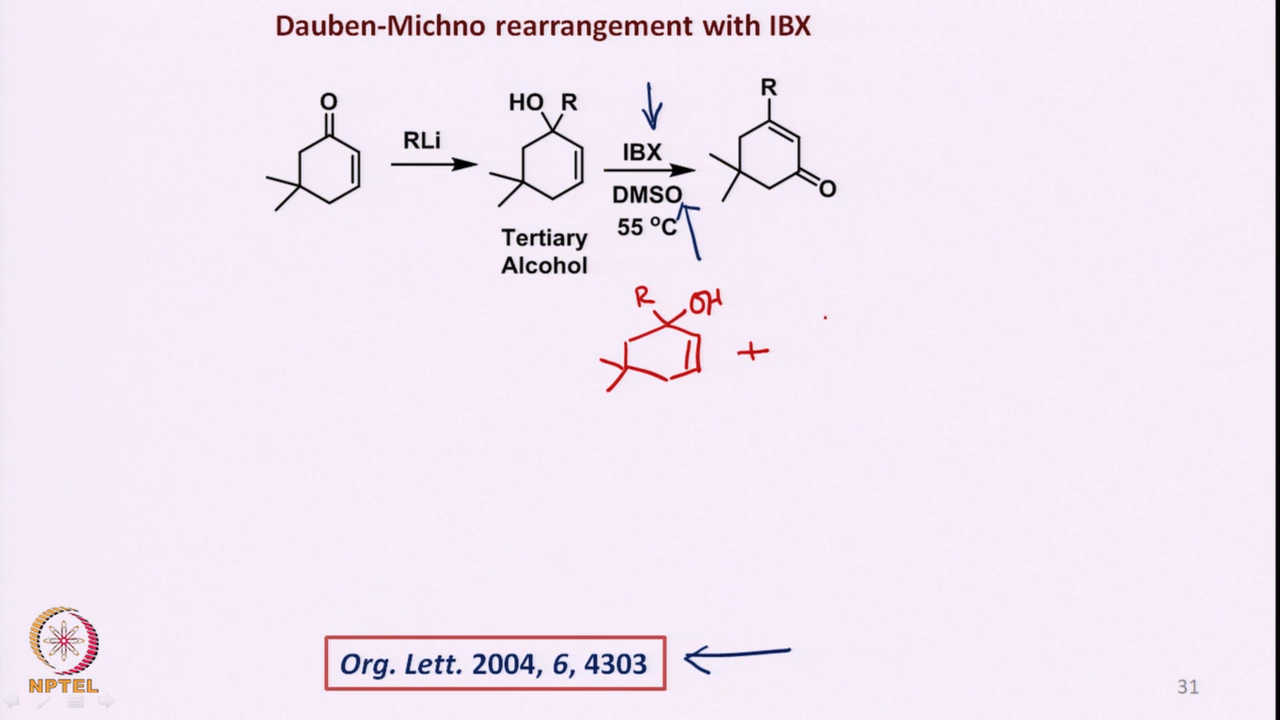 Dauben-Michno rearrangement with IBX
O
RLi
HO R
IBX
DMSO
55 °C
R
O
Tertiary
Alcohol
R OH
+
Org. Lett. 2004, 6, 4303
NPTEL
31